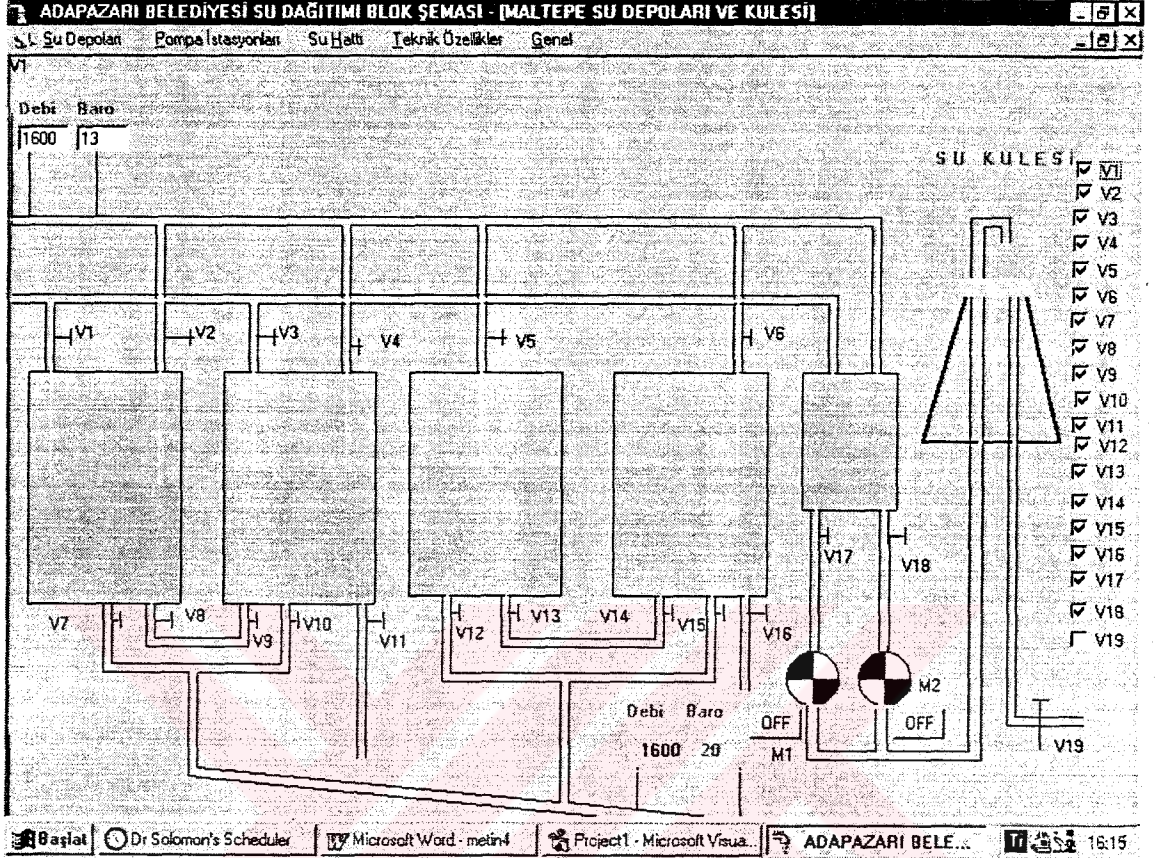 ADAPAZARI BELEDİYESİ SU DAĞITIMI BLOK ŞEMASI - [MALTEPE SU DEPOLARI VE KULESİ]
Su Depoları Pompa İstasyonları Su Hattı Teknik Özellikler Genel
V1
Debi Baro
1600 13
SU KULESİ
V1
V2
V3
V4
V5
V6
V7
V8
V9
V10
V11
V12
V13
V14
V15
V16
V17
V18
V19
V1 V2 V3 V4 V5 V6
V17 V18
V7 V8 V9 V10 V11 V12 V13 V14 V15 V16
M2
Debi Baro
1600 20
OFF OFF
M1
V19
Başlat Dr Solomon's Scheduler Microsoft Word - metin4 Project1 - Microsoft Visua... ADAPAZARI BELE... Tr 16:15